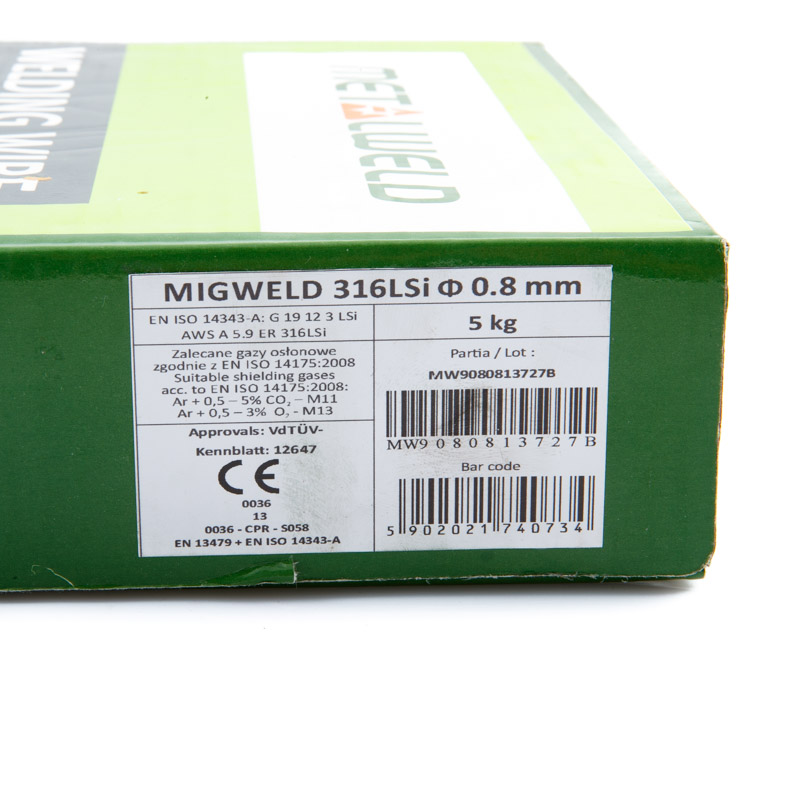 WELDING WIRE
METALWELD
MIGWELD 316LSi Φ 0.8 mm
EN ISO 14343-A: G 19 12 3 LSi
AWS A 5.9 ER 316LSi
5 kg
Zalecane gazy osłonowe
zgodnie z EN ISO 14175:2008
Suitable shielding gases
acc. to EN ISO 14175:2008:
Ar + 0,5 – 5% CO₂ – M11
Ar + 0,5 – 3% O₂ - M13
Partia / Lot :
MW9080813727B
MW9080813727B
Approvals: VdTÜV-
Kennblatt: 12647
CE
0036
13
0036 - CPR - S058
EN 13479 + EN ISO 14343-A
Bar code
5 902021 740734